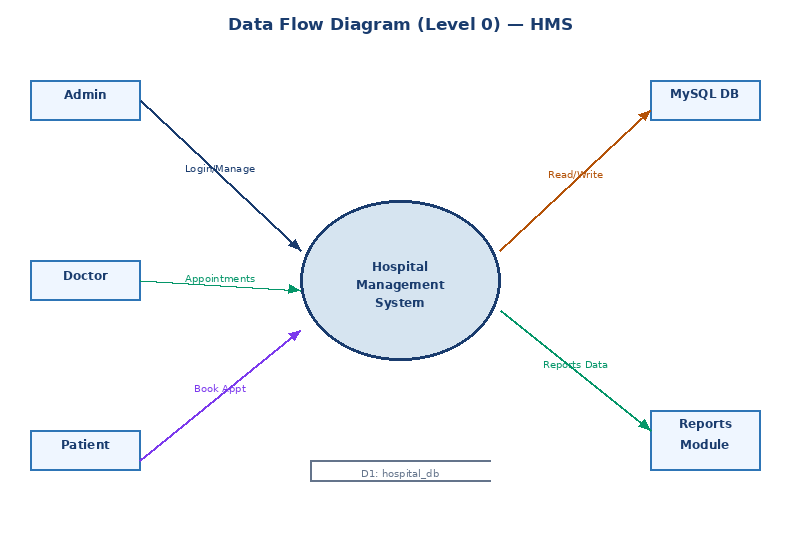 Data Flow Diagram (Level 0) — HMS
Admin
MySQL DB
Login/Manage
Read/Write
Doctor
Appointments
Hospital
Management
System
Book Appt
Reports Data
Patient
Reports
Module
D1: hospital_db